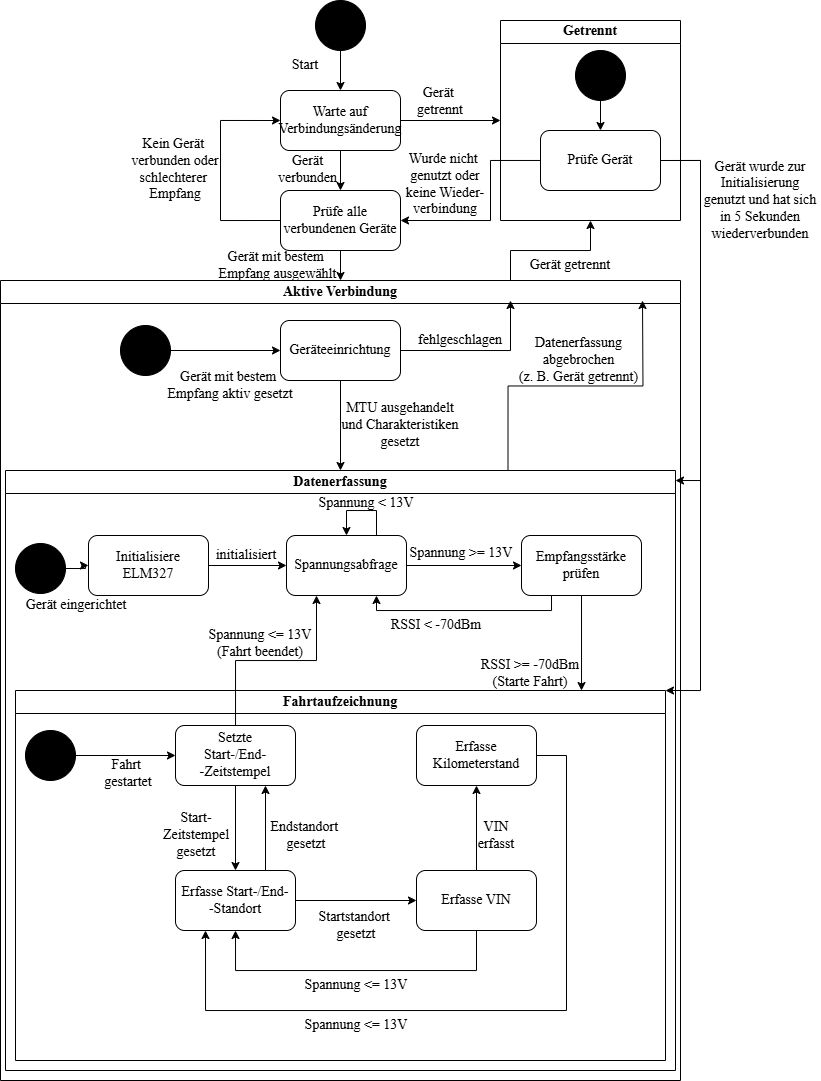 Getrennt
Start
Gerät
getrennt
Warte auf
Verbindungsänderung
Kein Gerät
verbunden oder
schlechterer
Empfang
Gerät
verbunden
Wurde nicht
genutzt oder
keine Wieder-
verbindung
Prüfe Gerät
Gerät wurde zur
Initialisierung
genutzt und hat sich
in 5 Sekunden
wiederverbunden
Prüfe alle
verbundenen Geräte
Gerät mit bestem
Empfang ausgewählt
Gerät getrennt
Aktive Verbindung
Geräteeinrichtung
fehlgeschlagen
Datenerfassung
abgebrochen
(z. B. Gerät getrennt)
Gerät mit bestem
Empfang aktiv gesetzt
MTU ausgehandelt
und Charakteristiken
gesetzt
Datenerfassung
Spannung < 13V
Initialisiere
ELM327
initialisiert
Spannungsabfrage
Spannung >= 13V
Empfangsstärke
prüfen
Gerät eingerichtet
RSSI < -70dBm
Spannung <= 13V
(Fahrt beendet)
RSSI >= -70dBm
(Starte Fahrt)
Fahrtaufzeichnung
Fahrt
gestartet
Setzte
Start-/End-
-Zeitstempel
Erfasse
Kilometerstand
Start-
Zeitstempel
gesetzt
Endstandort
gesetzt
VIN
erfasst
Erfasse Start-/End-
-Standort
Startstandort
gesetzt
Erfasse VIN
Spannung <= 13V
Spannung <= 13V